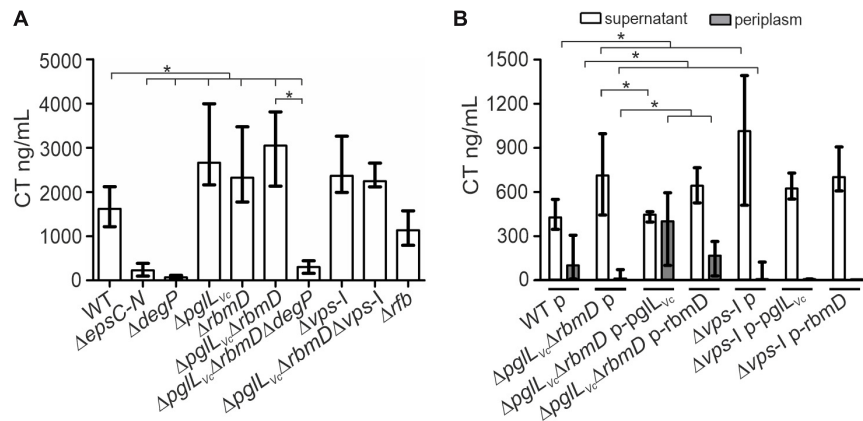 A
CT ng/mL
5000
4000
3000
2000
1000
0
*
*
WT
ΔepsC-N
ΔdegP
ΔpglLVc
ΔrbmD
ΔpglLVcΔrbmD
ΔpglLVcΔrbmDΔdegP
Δvps-I
ΔpglLVcΔrbmDΔvps-I
Δrfb
B
supernatant periplasm
CT ng/mL
1500
1200
900
600
300
0
*
*
*
*
WT p
ΔpglLVcΔrbmD p
ΔpglLVcΔrbmD p-pglLVc
ΔpglLVcΔrbmD p-rbmD
Δvps-I p
Δvps-I p-pglLVc
Δvps-I p-rbmD